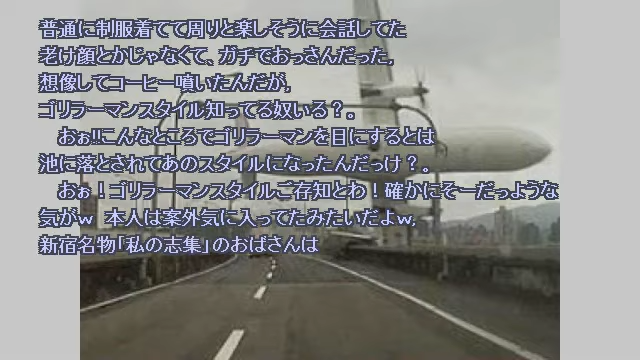 普通に制服着てて周りと楽しそうに会話してた
老け顔とかじゃなくて、ガチでおっさんだった,
想像してコーヒー噴いたんだが,
ゴリラーマンスタイル知ってる奴いる？。
　おぉ!!こんなところでゴリラーマンを目にするとは
池に落とされてあのスタイルになったんだっけ？。
　おぉ！ゴリラーマンスタイルご存知とわ！確かにそーだっような
気がｗ　本人は案外気に入ってたみたいだよｗ,
新宿名物「私の志集」のおばさんは